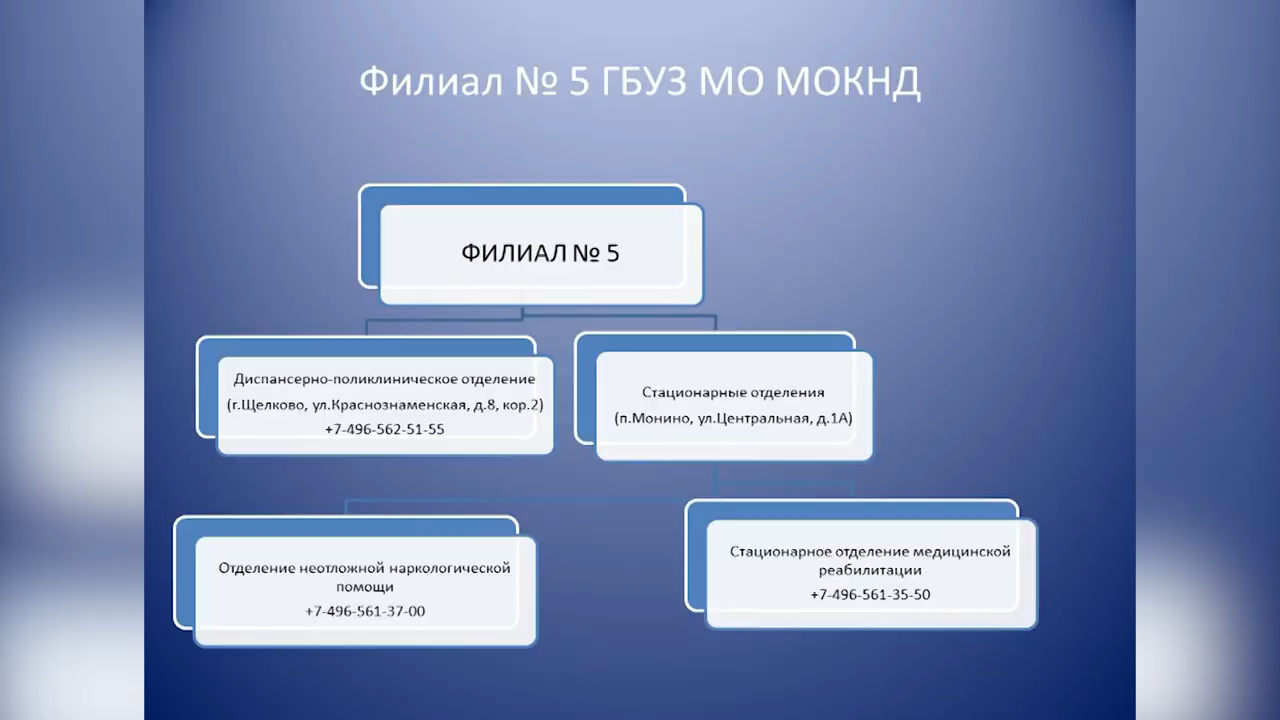 Филиал № 5 ГБУЗ МО МОКНД
ФИЛИАЛ № 5
Диспансерно-поликлиническое отделение
(г.Щелково, ул.Краснознаменская, д.8, кор.2)
+7-496-562-51-55
Стационарные отделения
(п.Монино, ул.Центральная, д.1А)
Отделение неотложной наркологической
помощи
+7-496-561-37-00
Стационарное отделение медицинской
реабилитации
+7-496-561-35-50